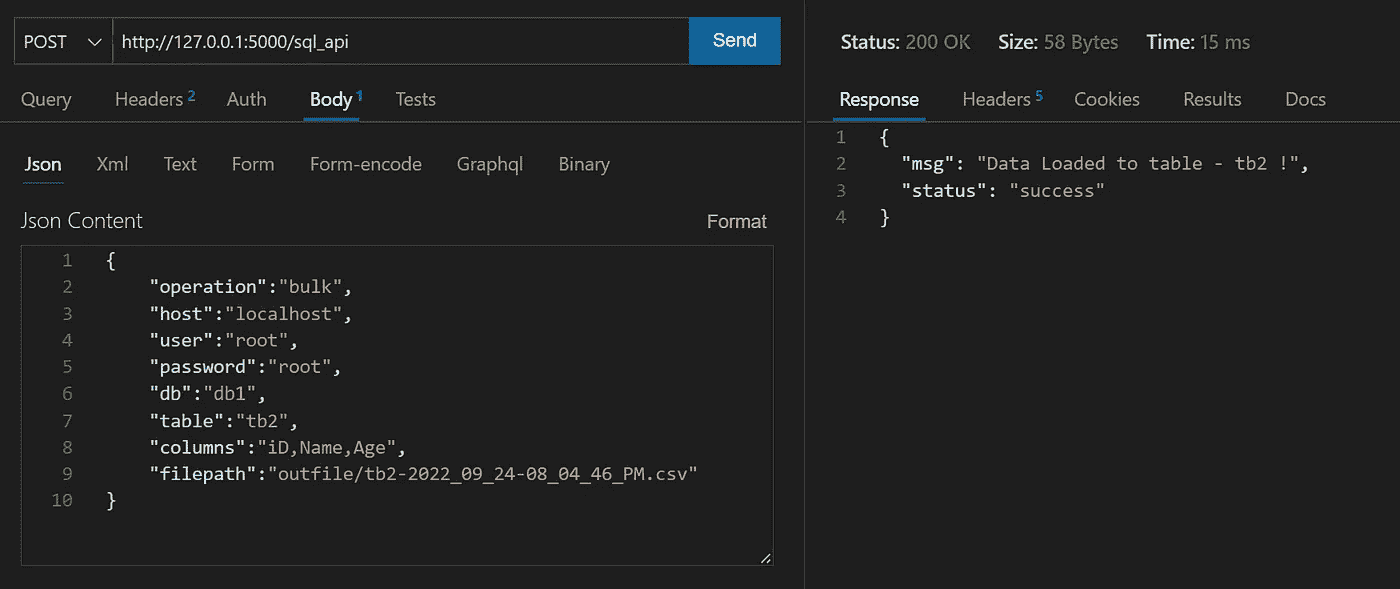 POST http://127.0.0.1:5000/sql_api Send
Query Headers 2 Auth Body 1 Tests
Json Xml Text Form Form-encode Graphql Binary
Json Content Format
1 {
2 "operation":"bulk",
3 "host":"localhost",
4 "user":"root",
5 "password":"root",
6 "db":"db1",
7 "table":"tb2",
8 "columns":"iD,Name,Age",
9 "filepath":"outfile/tb2-2022_09_24-08_04_46_PM.csv"
10 }
Status: 200 OK Size: 58 Bytes Time: 15 ms
Response Headers 5 Cookies Results Docs
1 {
2 "msg": "Data Loaded to table - tb2 !",
3 "status": "success"
4 }